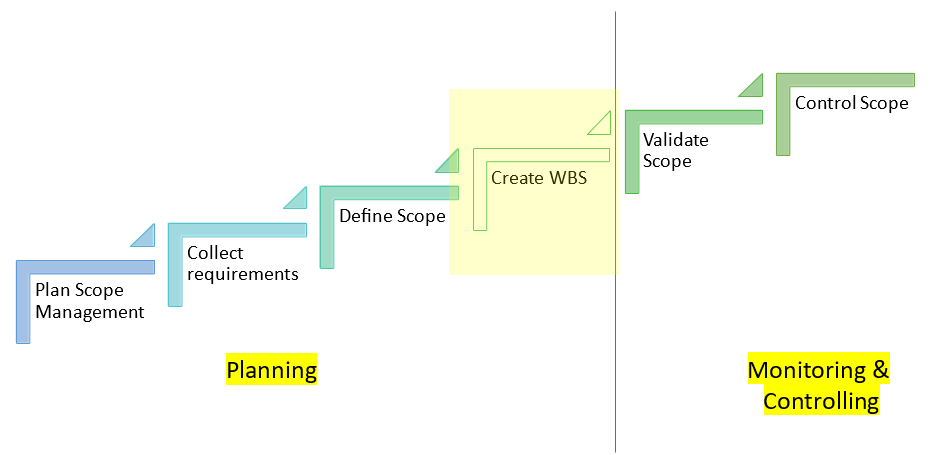 Plan Scope
Management
Collect
requirements
Define Scope
Create WBS
Validate
Scope
Control Scope
Planning
Monitoring &
Controlling